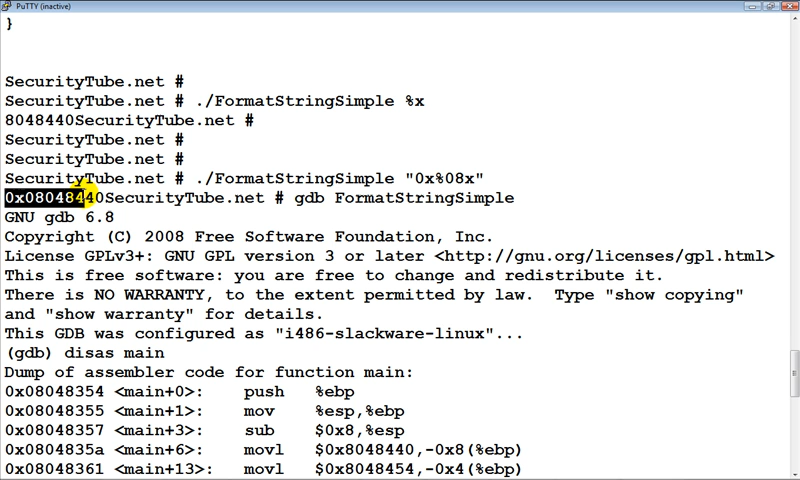 PuTTY (inactive)
}
SecurityTube.net #
SecurityTube.net # ./FormatStringSimple %x
8048440SecurityTube.net #
SecurityTube.net #
SecurityTube.net #
SecurityTube.net # ./FormatStringSimple "0x%08x"
0x08048440SecurityTube.net # gdb FormatStringSimple
GNU gdb 6.8
Copyright (C) 2008 Free Software Foundation, Inc.
License GPLv3+: GNU GPL version 3 or later <http://gnu.org/licenses/gpl.html>
This is free software: you are free to change and redistribute it.
There is NO WARRANTY, to the extent permitted by law.  Type "show copying"
and "show warranty" for details.
This GDB was configured as "i486-slackware-linux"...
(gdb) disas main
Dump of assembler code for function main:
0x08048354 <main+0>:    push   %ebp
0x08048355 <main+1>:    mov    %esp,%ebp
0x08048357 <main+3>:    sub    $0x8,%esp
0x0804835a <main+6>:    movl   $0x8048440,-0x8(%ebp)
0x08048361 <main+13>:   movl   $0x8048454,-0x4(%ebp)